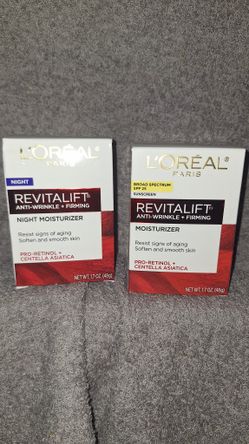 L'ORÉAL
PARIS
NIGHT
REVITALIFT
ANTI-WRINKLE + FIRMING
NIGHT MOISTURIZER
Resist signs of aging
Soften and smooth skin
PRO-RETINOL +
CENTELLA ASIATICA
NET WT. 1.7 OZ (48g)
L'ORÉAL
PARIS
BROAD SPECTRUM
SPF 25
SUNSCREEN
REVITALIFT
ANTI-WRINKLE + FIRMING
MOISTURIZER
Resist signs of aging
Soften and smooth skin
PRO-RETINOL +
CENTELLA ASIATICA
NET WT. 1.7 OZ (48g)